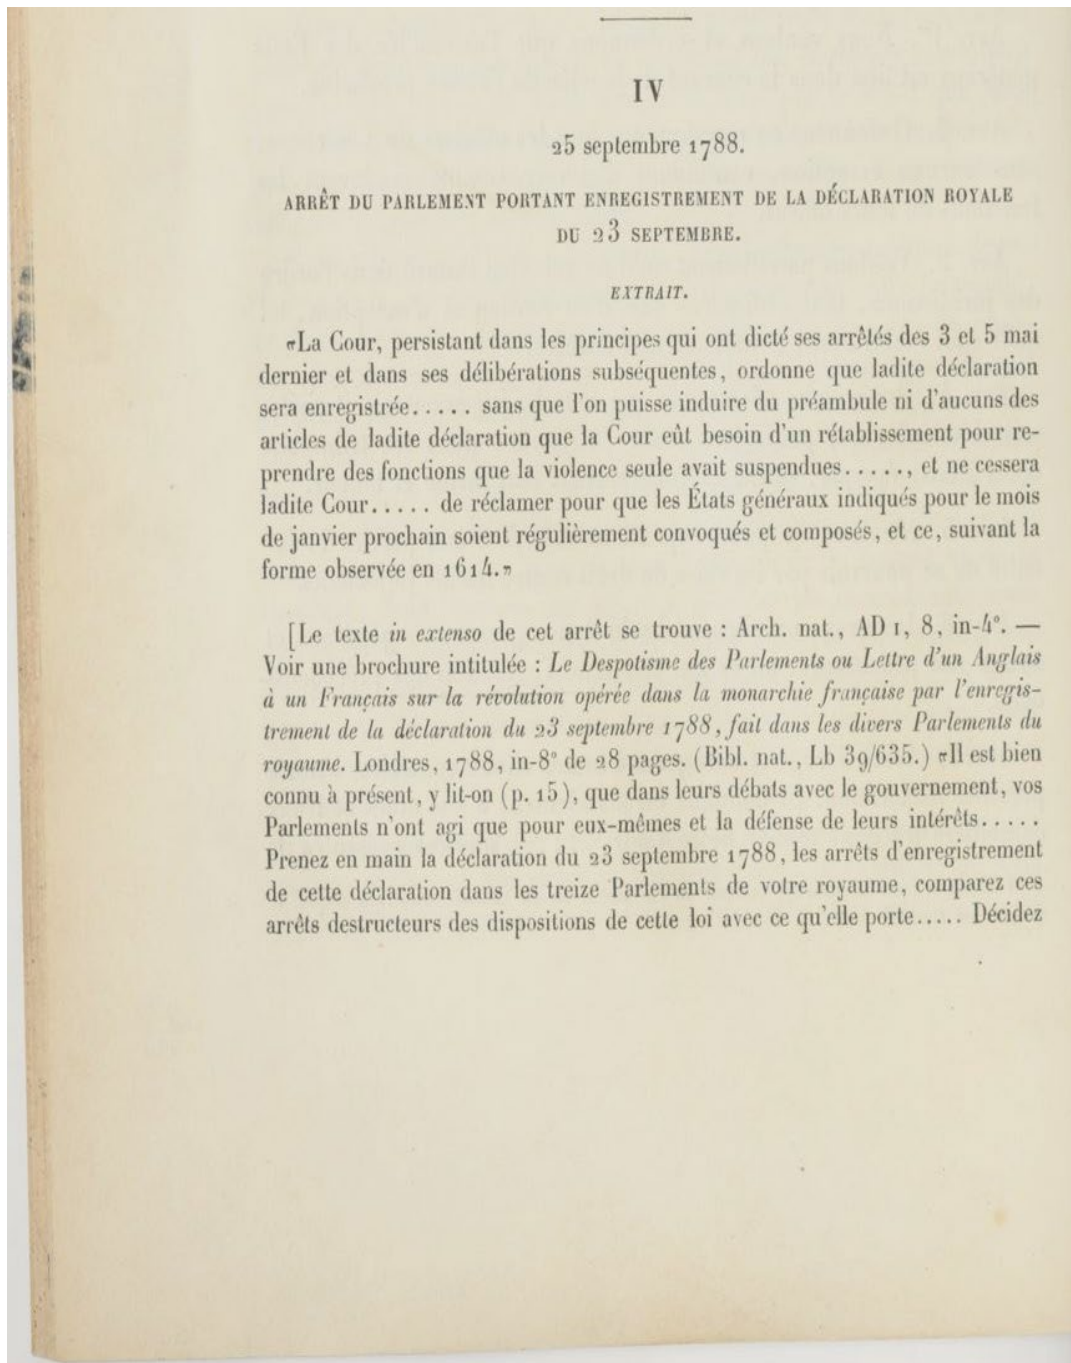 IV
25 septembre 1788.
ARRÊT DU PARLEMENT PORTANT ENREGISTREMENT DE LA DÉCLARATION ROYALE
DU 23 SEPTEMBRE.
EXTRAIT.
«La Cour, persistant dans les principes qui ont dicté ses arrêtés des 3 et 5 mai
dernier et dans ses délibérations subséquentes, ordonne que ladite déclaration
sera enregistrée..... sans que l'on puisse induire du préambule ni d'aucuns des
articles de ladite déclaration que la Cour eût besoin d'un rétablissement pour re-
prendre des fonctions que la violence seule avait suspendues....., et ne cessera
ladite Cour..... de réclamer pour que les États généraux indiqués pour le mois
de janvier prochain soient régulièrement convoqués et composés, et ce, suivant la
forme observée en 1614.»
[Le texte in extenso de cet arrêt se trouve : Arch. nat., AD I, 8, in-4°. —
Voir une brochure intitulée : Le Despotisme des Parlements ou Lettre d'un Anglais
à un Français sur la révolution opérée dans la monarchie française par l'enregis-
trement de la déclaration du 23 septembre 1788, fait dans les divers Parlements du
royaume. Londres, 1788, in-8° de 28 pages. (Bibl. nat., Lb 39/635.) «Il est bien
connu à présent, y lit-on (p. 15), que dans leurs débats avec le gouvernement, vos
Parlements n'ont agi que pour eux-mêmes et la défense de leurs intérêts.....
Prenez en main la déclaration du 23 septembre 1788, les arrêts d'enregistrement
de cette déclaration dans les treize Parlements de votre royaume, comparez ces
arrêts destructeurs des dispositions de cette loi avec ce qu'elle porte..... Décidez